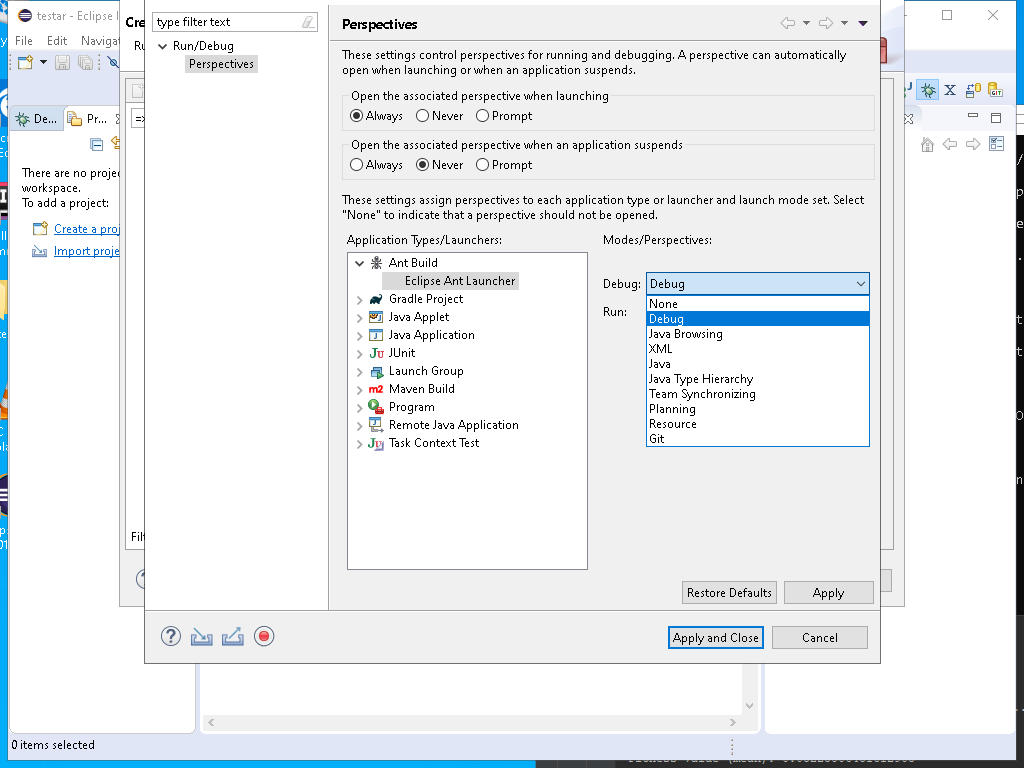 testar - Eclipse I
Cre
File Edit Navigat
Ru
De...
Pr...
There are no proje
workspace.
To add a project:
Create a proj
Import proje
Filt
type filter text
Run/Debug
Perspectives
Perspectives
These settings control perspectives for running and debugging. A perspective can automatically
open when launching or when an application suspends.
Open the associated perspective when launching
Always Never Prompt
Open the associated perspective when an application suspends
Always Never Prompt
These settings assign perspectives to each application type or launcher and launch mode set. Select
"None" to indicate that a perspective should not be opened.
Application Types/Launchers:
Modes/Perspectives:
Ant Build
Eclipse Ant Launcher
Gradle Project
Java Applet
Java Application
JUnit
Launch Group
Maven Build
Program
Remote Java Application
Task Context Test
Debug: Debug
Run:
None
Debug
Java Browsing
XML
Java
Java Type Hierarchy
Team Synchronizing
Planning
Resource
Git
Restore Defaults Apply
Apply and Close Cancel
0 items selected